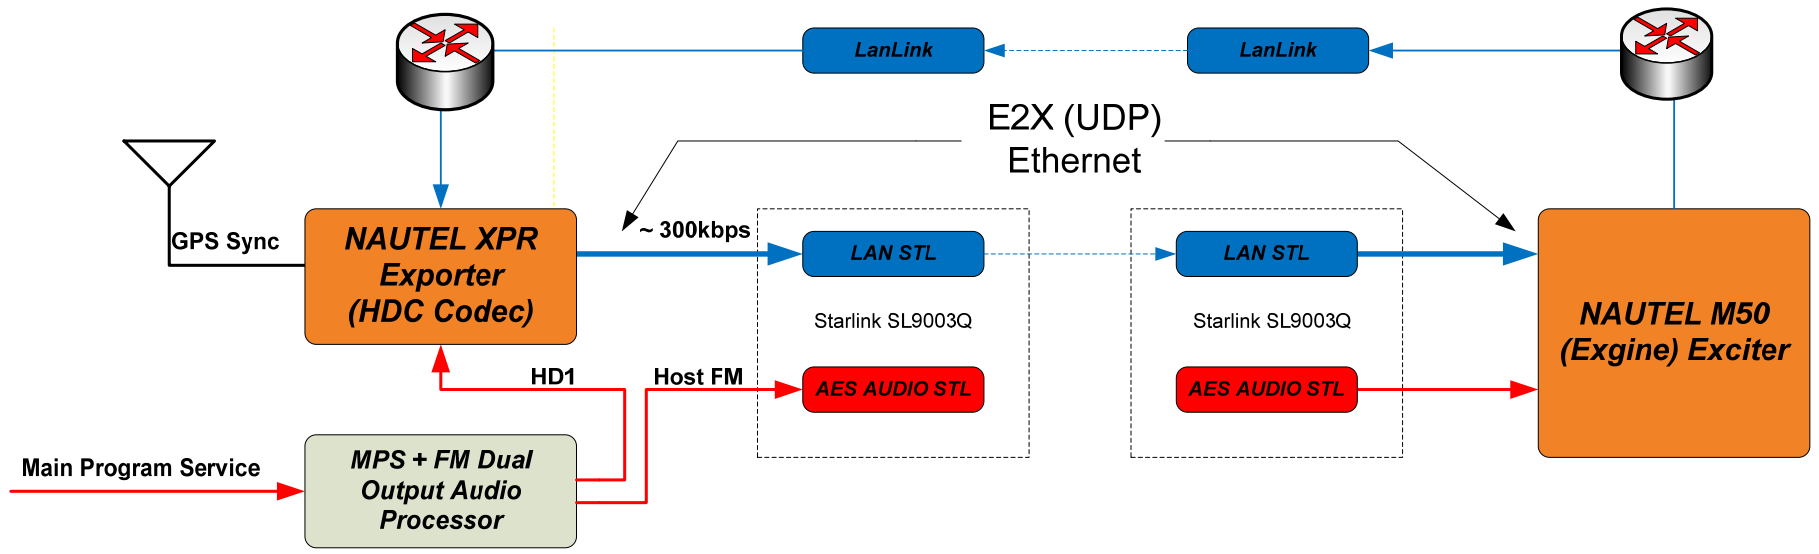 LanLink
LanLink
E2X (UDP)
Ethernet
GPS Sync
NAUTEL XPR
Exporter
(HDC Codec)
~ 300kbps
LAN STL
LAN STL
Starlink SL9003Q
Starlink SL9003Q
NAUTEL M50
(Exgine) Exciter
HD1
Host FM
AES AUDIO STL
AES AUDIO STL
Main Program Service
MPS + FM Dual
Output Audio
Processor